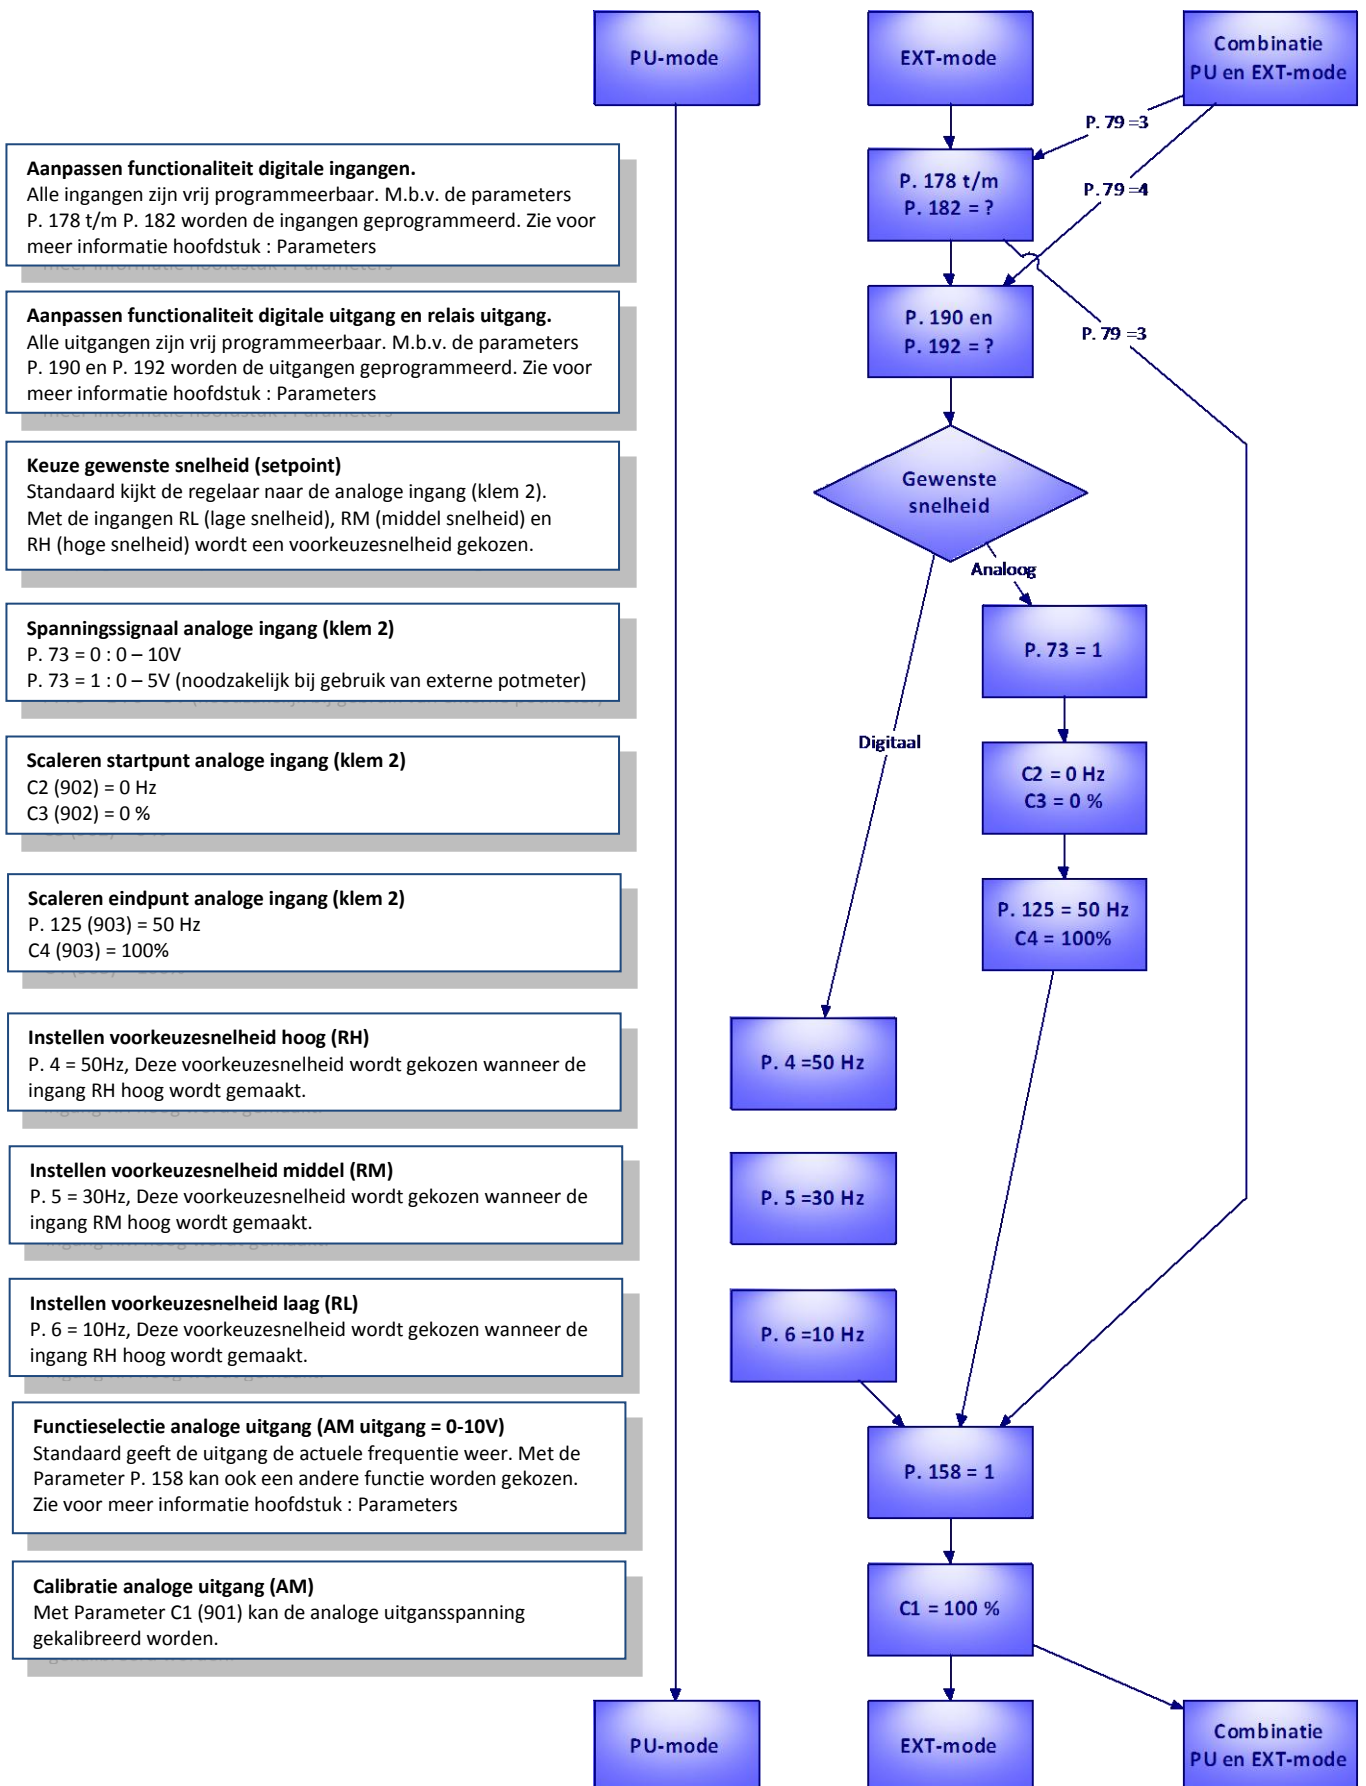 PU-mode
EXT-mode
Combinatie
PU en EXT-mode
P. 79 =3
Aanpassen functionaliteit digitale ingangen.
Alle ingangen zijn vrij programmeerbaar. M.b.v. de parameters
P. 178 t/m P. 182 worden de ingangen geprogrammeerd. Zie voor
meer informatie hoofdstuk : Parameters
P. 178 t/m
P. 182 = ?
P. 79 =4
Aanpassen functionaliteit digitale uitgang en relais uitgang.
Alle uitgangen zijn vrij programmeerbaar. M.b.v. de parameters
P. 190 en P. 192 worden de uitgangen geprogrammeerd. Zie voor
meer informatie hoofdstuk : Parameters
P. 190 en
P. 192 = ?
P. 79 =3
Keuze gewenste snelheid (setpoint)
Standaard kijkt de regelaar naar de analoge ingang (klem 2).
Met de ingangen RL (lage snelheid), RM (middel snelheid) en
RH (hoge snelheid) wordt een voorkeuzesnelheid gekozen.
Gewenste
snelheid
Analoog
Spanningssignaal analoge ingang (klem 2)
P. 73 = 0 : 0 – 10V
P. 73 = 1 : 0 – 5V (noodzakelijk bij gebruik van externe potmeter)
P. 73 = 1
Digitaal
Scaleren startpunt analoge ingang (klem 2)
C2 (902) = 0 Hz
C3 (902) = 0 %
C2 = 0 Hz
C3 = 0 %
Scaleren eindpunt analoge ingang (klem 2)
P. 125 (903) = 50 Hz
C4 (903) = 100%
P. 125 = 50 Hz
C4 = 100%
Instellen voorkeuzesnelheid hoog (RH)
P. 4 = 50Hz, Deze voorkeuzesnelheid wordt gekozen wanneer de
ingang RH hoog wordt gemaakt.
P. 4 =50 Hz
Instellen voorkeuzesnelheid middel (RM)
P. 5 = 30Hz, Deze voorkeuzesnelheid wordt gekozen wanneer de
ingang RM hoog wordt gemaakt.
P. 5 =30 Hz
Instellen voorkeuzesnelheid laag (RL)
P. 6 = 10Hz, Deze voorkeuzesnelheid wordt gekozen wanneer de
ingang RH hoog wordt gemaakt.
P. 6 =10 Hz
Functieselectie analoge uitgang (AM uitgang = 0-10V)
Standaard geeft de uitgang de actuele frequentie weer. Met de
Parameter P. 158 kan ook een andere functie worden gekozen.
Zie voor meer informatie hoofdstuk : Parameters
P. 158 = 1
Calibratie analoge uitgang (AM)
Met Parameter C1 (901) kan de analoge uitgansspanning
gekalibreerd worden.
C1 = 100 %
PU-mode
EXT-mode
Combinatie
PU en EXT-mode